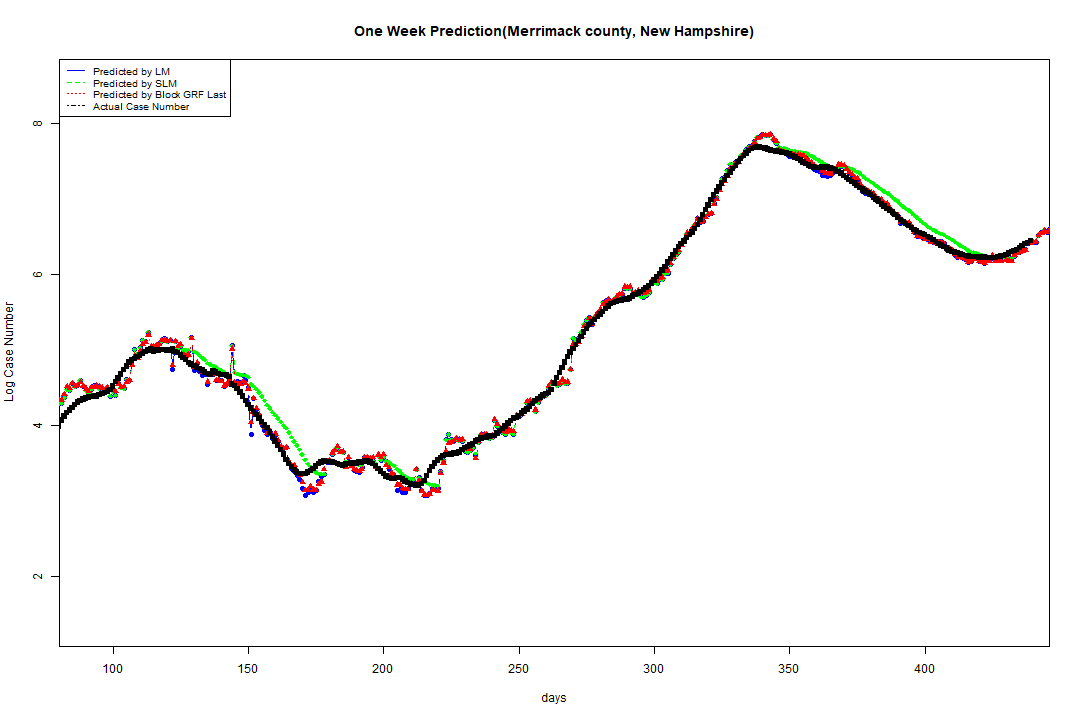 One Week Prediction(Merrimack county, New Hampshire)
Predicted by LM
Predicted by SLM
Predicted by Block GRF Last
Actual Case Number
Log Case Number
8
6
4
2
100 150 200 250 300 350 400
days